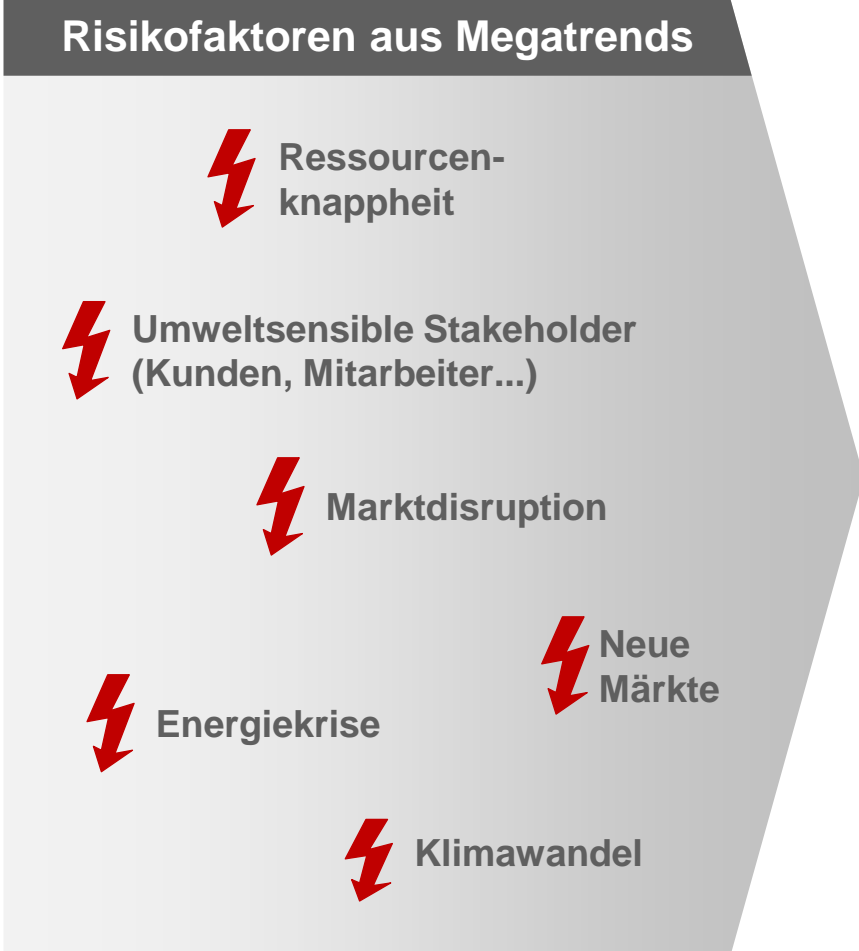 Risikofaktoren aus Megatrends
Ressourcen-
knappheit
Umweltsensible Stakeholder
(Kunden, Mitarbeiter...)
Marktdisruption
Neue
Märkte
Energiekrise
Klimawandel